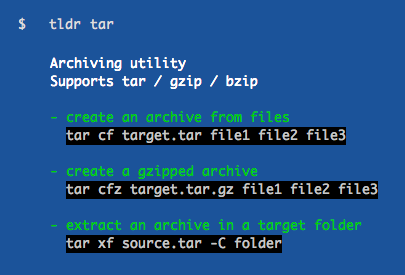 $ tldr tar
Archiving utility
Supports tar / gzip / bzip
- create an archive from files
tar cf target.tar file1 file2 file3
- create a gzipped archive
tar cfz target.tar.gz file1 file2 file3
- extract an archive in a target folder
tar xf source.tar -C folder